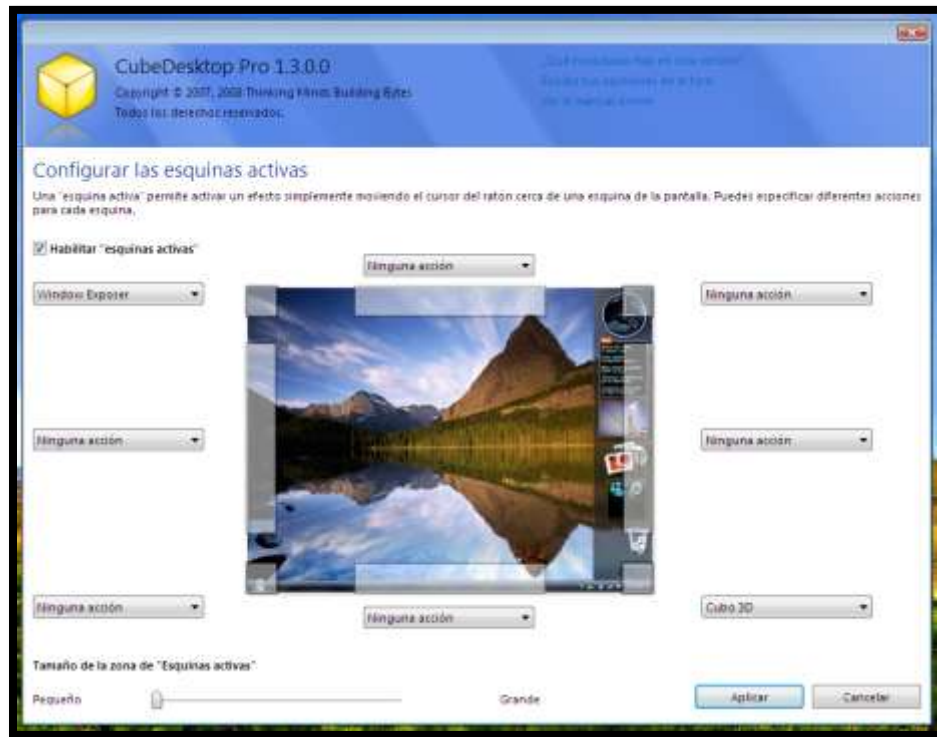 CubeDesktop Pro 1.3.0.0
Copyright © 2007, 2008 Thinking Minds Building Bytes
Todos los derechos reservados.
Configurar las esquinas activas
Una "esquina activa" permite activar un efecto simplemente moviendo el cursor del ratón cerca de una esquina de la pantalla. Puedes especificar diferentes acciones
para cada esquina.
Habilitar "esquinas activas"
Ninguna acción
Window Exposer
Ninguna acción
Ninguna acción
Ninguna acción
Ninguna acción
Ninguna acción
Cubo 3D
Tamaño de la zona de "Esquinas activas"
Pequeño
Grande
Aplicar
Cancelar